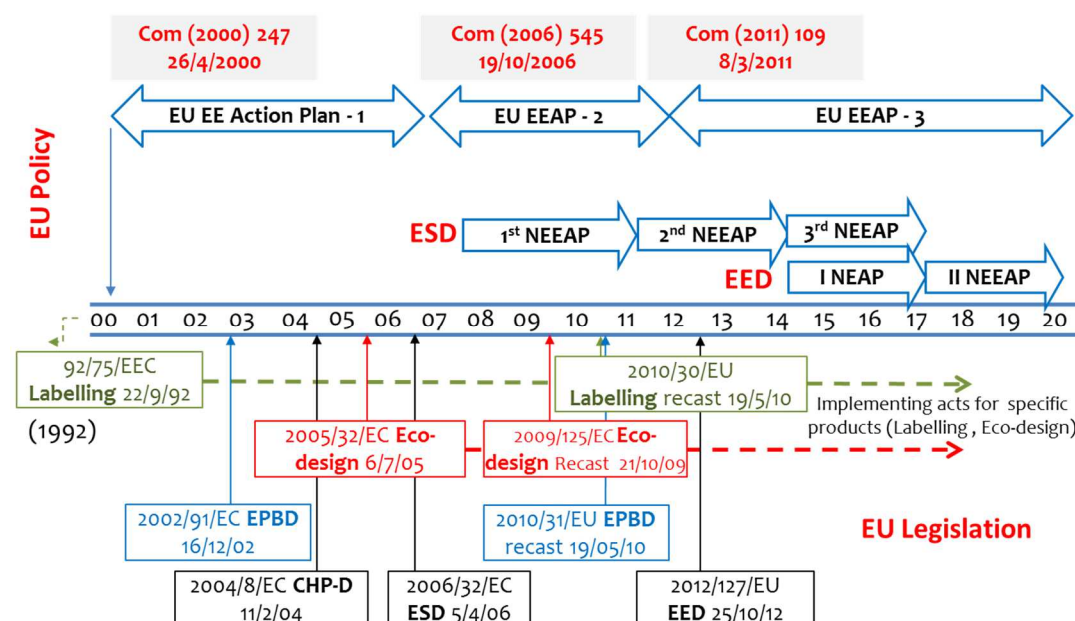 Com (2000) 247
26/4/2000
Com (2006) 545
19/10/2006
Com (2011) 109
8/3/2011
EU Policy
EU EE Action Plan - 1
EU EEAP - 2
EU EEAP - 3
ESD
1st NEEAP
2nd NEEAP
3rd NEEAP
EED
I NEAP
II NEEAP
00 01 02 03 04 05 06 07 08 09 10 11 12 13 14 15 16 17 18 19 20
92/75/EEC
Labelling 22/9/92
(1992)
2010/30/EU
Labelling recast 19/5/10
Implementing acts for specific
products (Labelling , Eco-design)
2005/32/EC Eco-
design 6/7/05
2009/125/EC Eco-
design Recast 21/10/09
2002/91/EC EPBD
16/12/02
2010/31/EU EPBD
recast 19/05/10
EU Legislation
2004/8/EC CHP-D
11/2/04
2006/32/EC
ESD 5/4/06
2012/127/EU
EED 25/10/12